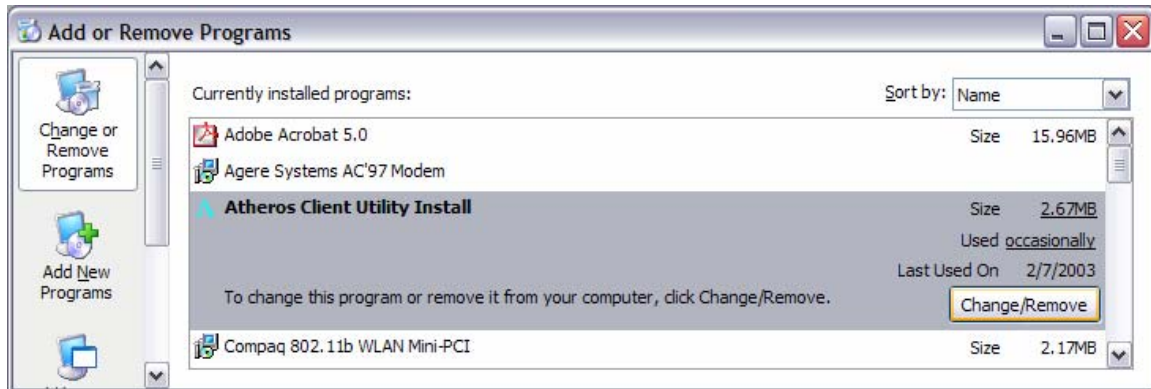 Add or Remove Programs
Change or
Remove
Programs
Add New
Programs
Currently installed programs:
Sort by: Name
Adobe Acrobat 5.0 Size 15.96MB
Agere Systems AC'97 Modem
Atheros Client Utility Install Size 2.67MB
Used occasionally
Last Used On 2/7/2003
To change this program or remove it from your computer, click Change/Remove.
Change/Remove
Compaq 802.11b WLAN Mini-PCI Size 2.17MB